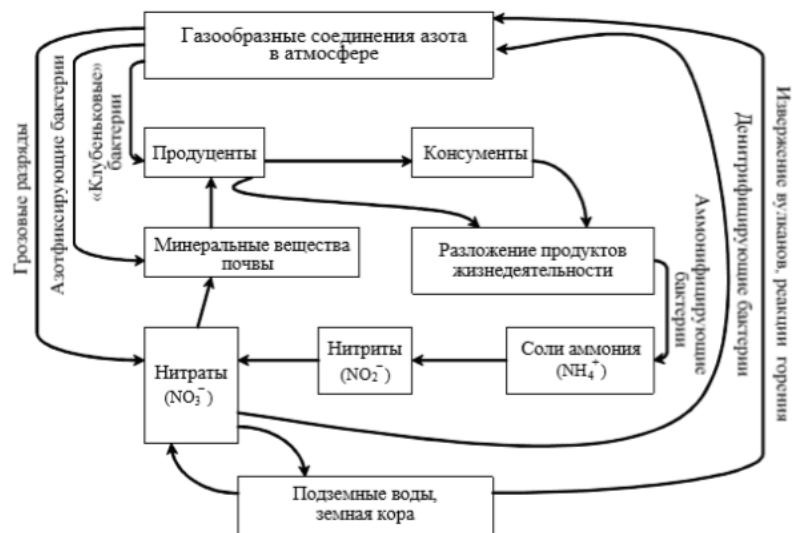 Газообразные соединения азота
в атмосфере
Грозовые разряды
Азотфиксирующие бактерии
«Клубеньковые»
бактерии
Продуценты
Консументы
Минеральные вещества
почвы
Разложение продуктов
жизнедеятельности
Аммонифицирующие
бактерии
Денитрифицирующие бактерии
Извержение вулканов, реакции горения
Нитраты
(NO₃⁻)
Нитриты
(NO₂⁻)
Соли аммония
(NH₄⁺)
Подземные воды,
земная кора